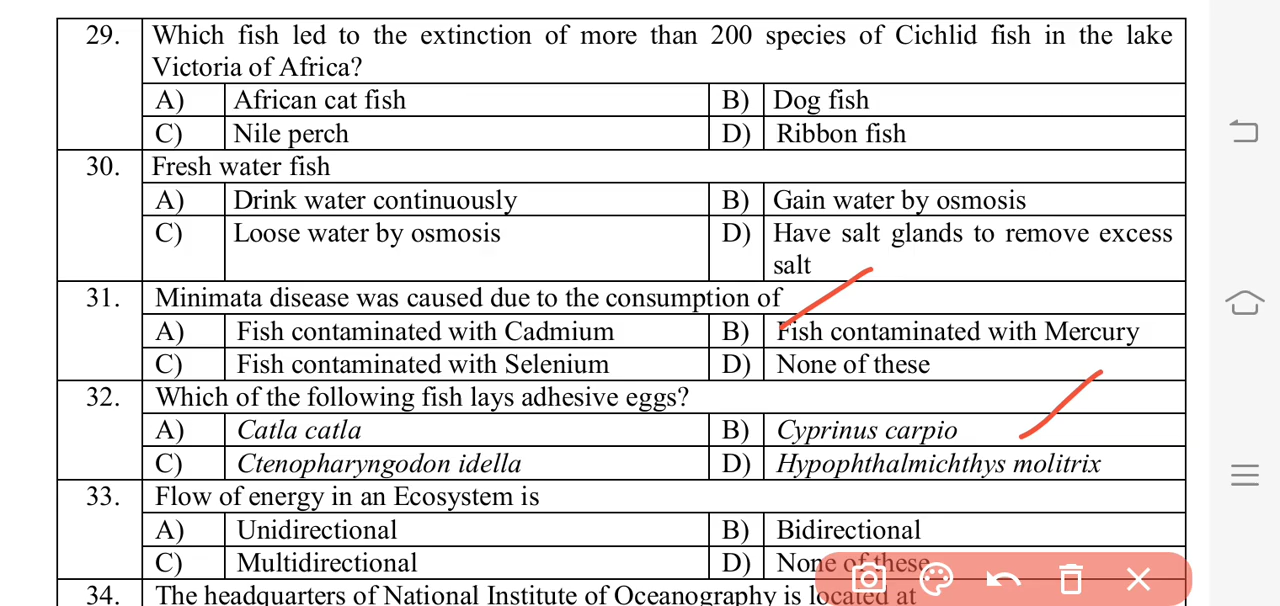 29. Which fish led to the extinction of more than 200 species of Cichlid fish in the lake
Victoria of Africa?
A) African cat fish B) Dog fish
C) Nile perch D) Ribbon fish
30. Fresh water fish
A) Drink water continuously B) Gain water by osmosis
C) Loose water by osmosis D) Have salt glands to remove excess
salt
31. Minimata disease was caused due to the consumption of
A) Fish contaminated with Cadmium B) Fish contaminated with Mercury
C) Fish contaminated with Selenium D) None of these
32. Which of the following fish lays adhesive eggs?
A) Catla catla B) Cyprinus carpio
C) Ctenopharyngodon idella D) Hypophthalmichthys molitrix
33. Flow of energy in an Ecosystem is
A) Unidirectional B) Bidirectional
C) Multidirectional D) None of these
34. The headquarters of National Institute of Oceanography is located at